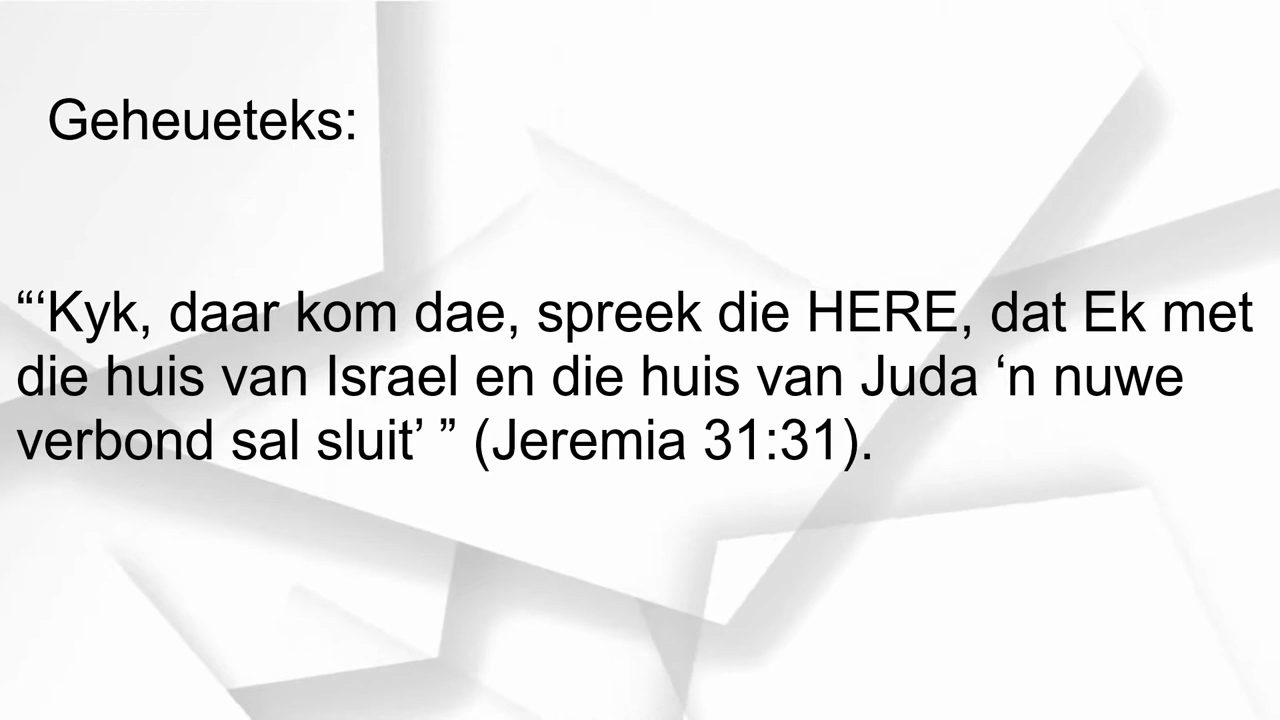 Geheueteks:
“‘Kyk, daar kom dae, spreek die HERE, dat Ek met
die huis van Israel en die huis van Juda ‘n nuwe
verbond sal sluit’ ” (Jeremia 31:31).